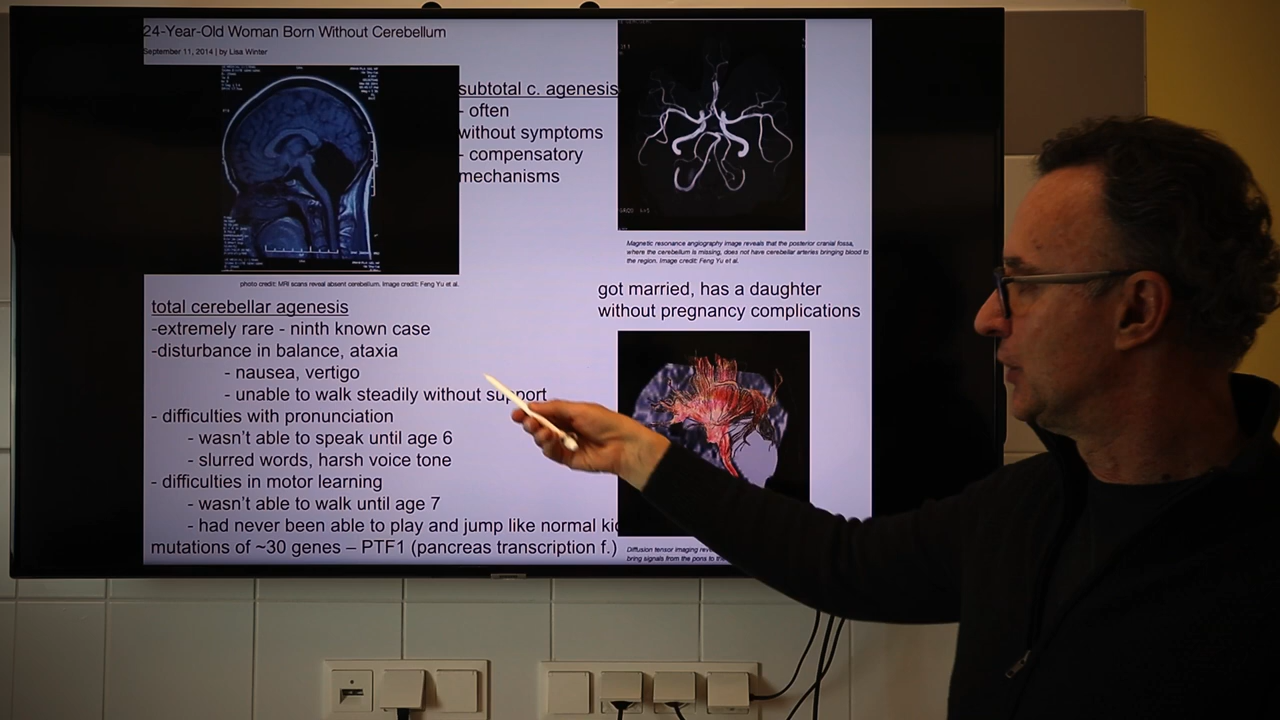 24-Year-Old Woman Born Without Cerebellum
September 11, 2014 | by Lisa Winter
subtotal c. agenesis
- often
without symptoms
- compensatory
mechanisms
photo credit: MRI scans reveal absent cerebellum. Image credit: Feng Yu et al.
Magnetic resonance angiography image reveals that the posterior cranial fossa,
where the cerebellum is missing, does not have cerebellar arteries bringing blood to
the region. Image credit: Feng Yu et al.
got married, has a daughter
without pregnancy complications
total cerebellar agenesis
-extremely rare - ninth known case
-disturbance in balance, ataxia
- nausea, vertigo
- unable to walk steadily without support
- difficulties with pronunciation
- wasn't able to speak until age 6
- slurred words, harsh voice tone
- difficulties in motor learning
- wasn't able to walk until age 7
- had never been able to play and jump like normal
mutations of ~30 genes – PTF1 (pancreas transcription f.)
Diffusion tensor imaging
bring signals from the pons to